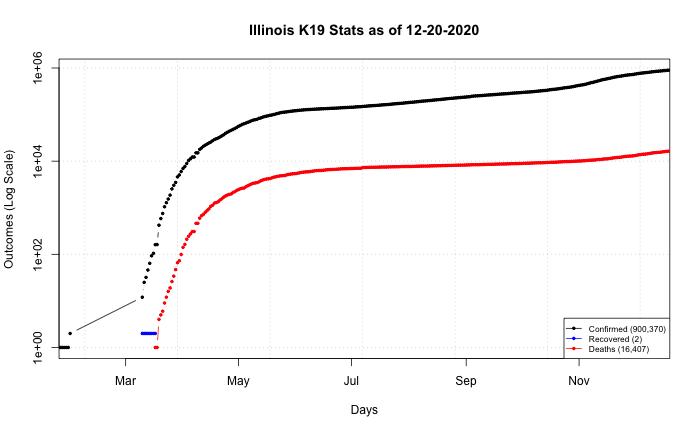 Illinois K19 Stats as of 12-20-2020
Outcomes (Log Scale)
1e+06
1e+04
1e+02
1e+00
Confirmed (900,370)
Recovered (2)
Deaths (16,407)
Mar May Jul Sep Nov
Days